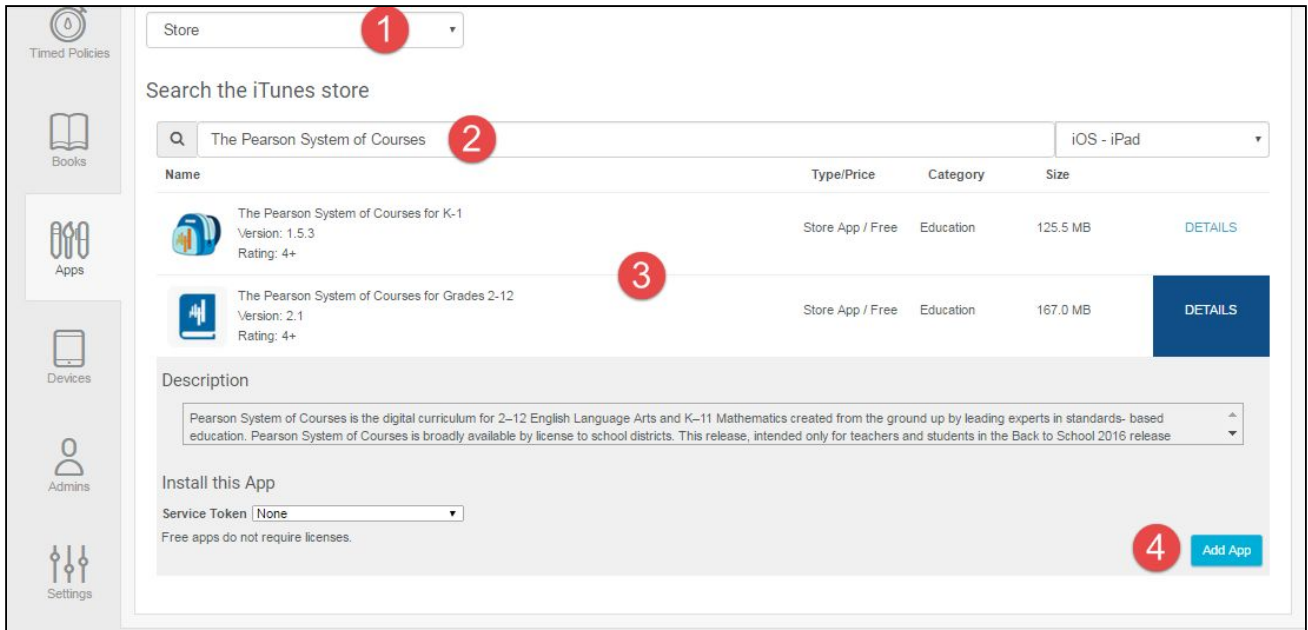 Timed Policies
Store
1
Search the iTunes store
The Pearson System of Courses
2
iOS - iPad
Books
Name Type/Price Category Size
The Pearson System of Courses for K-1
Version: 1.5.3
Rating: 4+
Store App / Free Education 125.5 MB DETAILS
Apps
3
The Pearson System of Courses for Grades 2-12
Version: 2.1
Rating: 4+
Store App / Free Education 167.0 MB DETAILS
Devices
Description
Pearson System of Courses is the digital curriculum for 2–12 English Language Arts and K–11 Mathematics created from the ground up by leading experts in standards- based
education. Pearson System of Courses is broadly available by license to school districts. This release, intended only for teachers and students in the Back to School 2016 release
Admins
Install this App
Service Token None
Free apps do not require licenses.
4
Add App
Settings